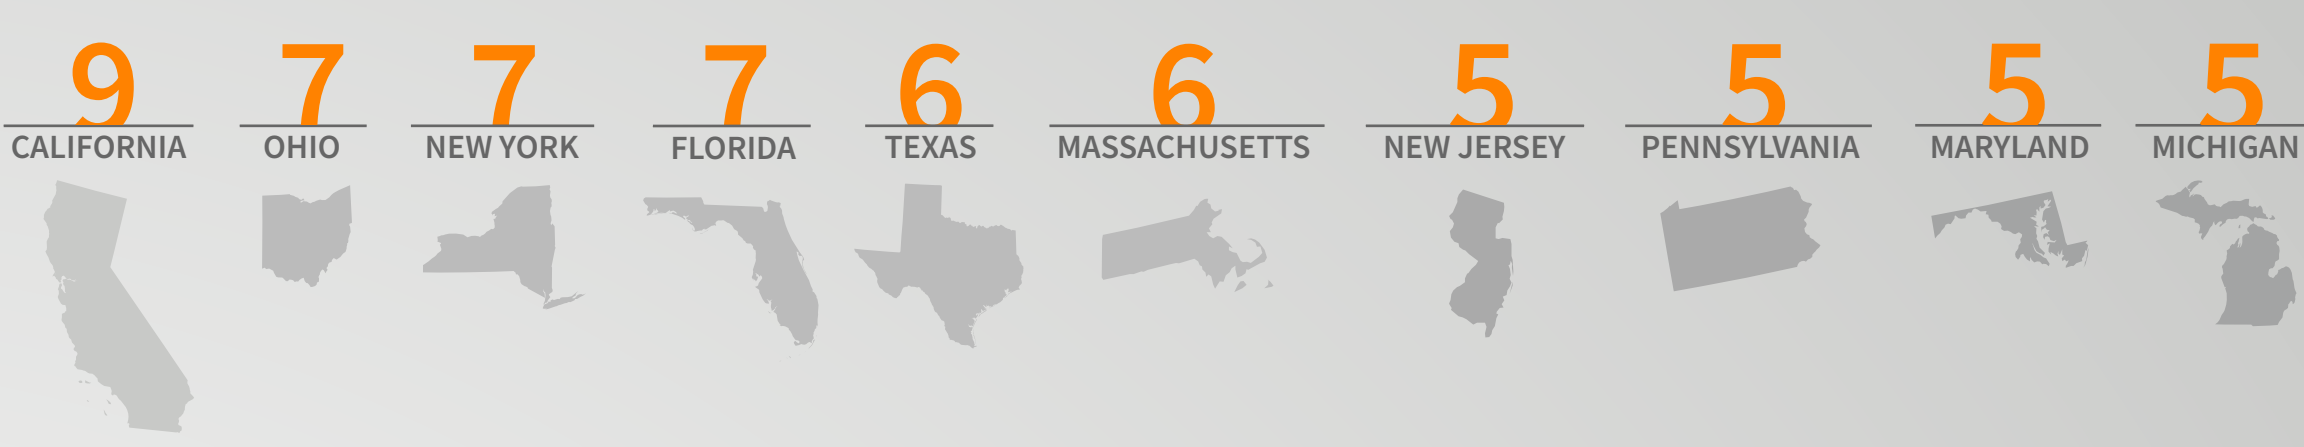 9 7 7 7 6 6 5 5 5 5
CALIFORNIA OHIO NEW YORK FLORIDA TEXAS MASSACHUSETTS NEW JERSEY PENNSYLVANIA MARYLAND MICHIGAN